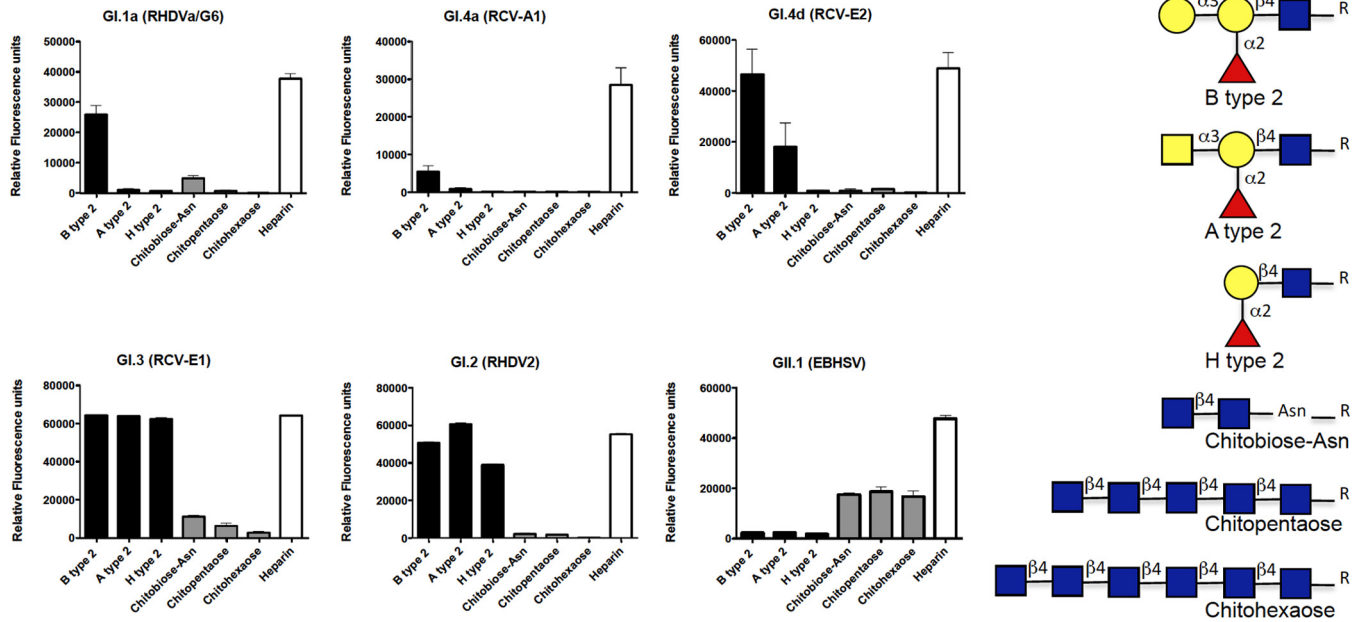 GI.1a (RHDVa/G6)
Relative Fluorescence units
50000
40000
30000
20000
10000
0
B type 2
A type 2
H type 2
Chitobiose-Asn
Chitopentaose
Chitohexaose
Heparin
GI.4a (RCV-A1)
Relative Fluorescence units
40000
30000
20000
10000
0
B type 2
A type 2
H type 2
Chitobiose-Asn
Chitopentaose
Chitohexaose
Heparin
GI.4d (RCV-E2)
Relative Fluorescence units
60000
40000
20000
0
B type 2
A type 2
H type 2
Chitobiose-Asn
Chitopentaose
Chitohexaose
Heparin
GI.3 (RCV-E1)
Relative Fluorescence units
80000
60000
40000
20000
0
B type 2
A type 2
H type 2
Chitobiose-Asn
Chitopentaose
Chitohexaose
Heparin
GI.2 (RHDV2)
Relative Fluorescence units
80000
60000
40000
20000
0
B type 2
A type 2
H type 2
Chitobiose-Asn
Chitopentaose
Chitohexaose
Heparin
GII.1 (EBHSV)
Relative Fluorescence units
60000
40000
20000
0
B type 2
A type 2
H type 2
Chitobiose-Asn
Chitopentaose
Chitohexaose
Heparin
α3 β4 R
α2
B type 2
α3 β4 R
α2
A type 2
β4 R
α2
H type 2
β4 Asn R
Chitobiose-Asn
β4 β4 β4 β4 R
Chitopentaose
β4 β4 β4 β4 β4 R
Chitohexaose